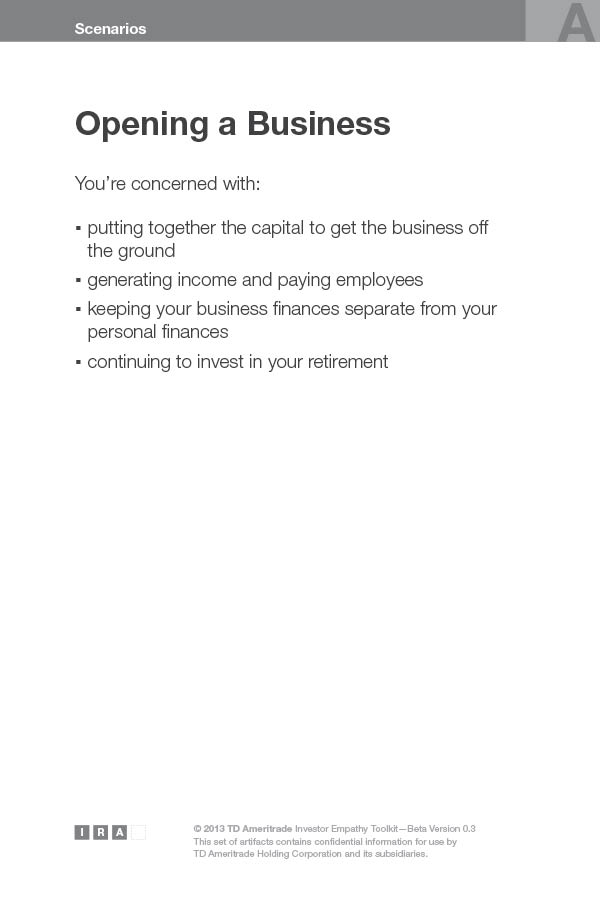 Scenarios
A
Opening a Business
You’re concerned with:
▪ putting together the capital to get the business off
the ground
▪ generating income and paying employees
▪ keeping your business finances separate from your
personal finances
▪ continuing to invest in your retirement
I R A
© 2013 TD Ameritrade Investor Empathy Toolkit—Beta Version 0.3
This set of artifacts contains confidential information for use by
TD Ameritrade Holding Corporation and its subsidiaries.